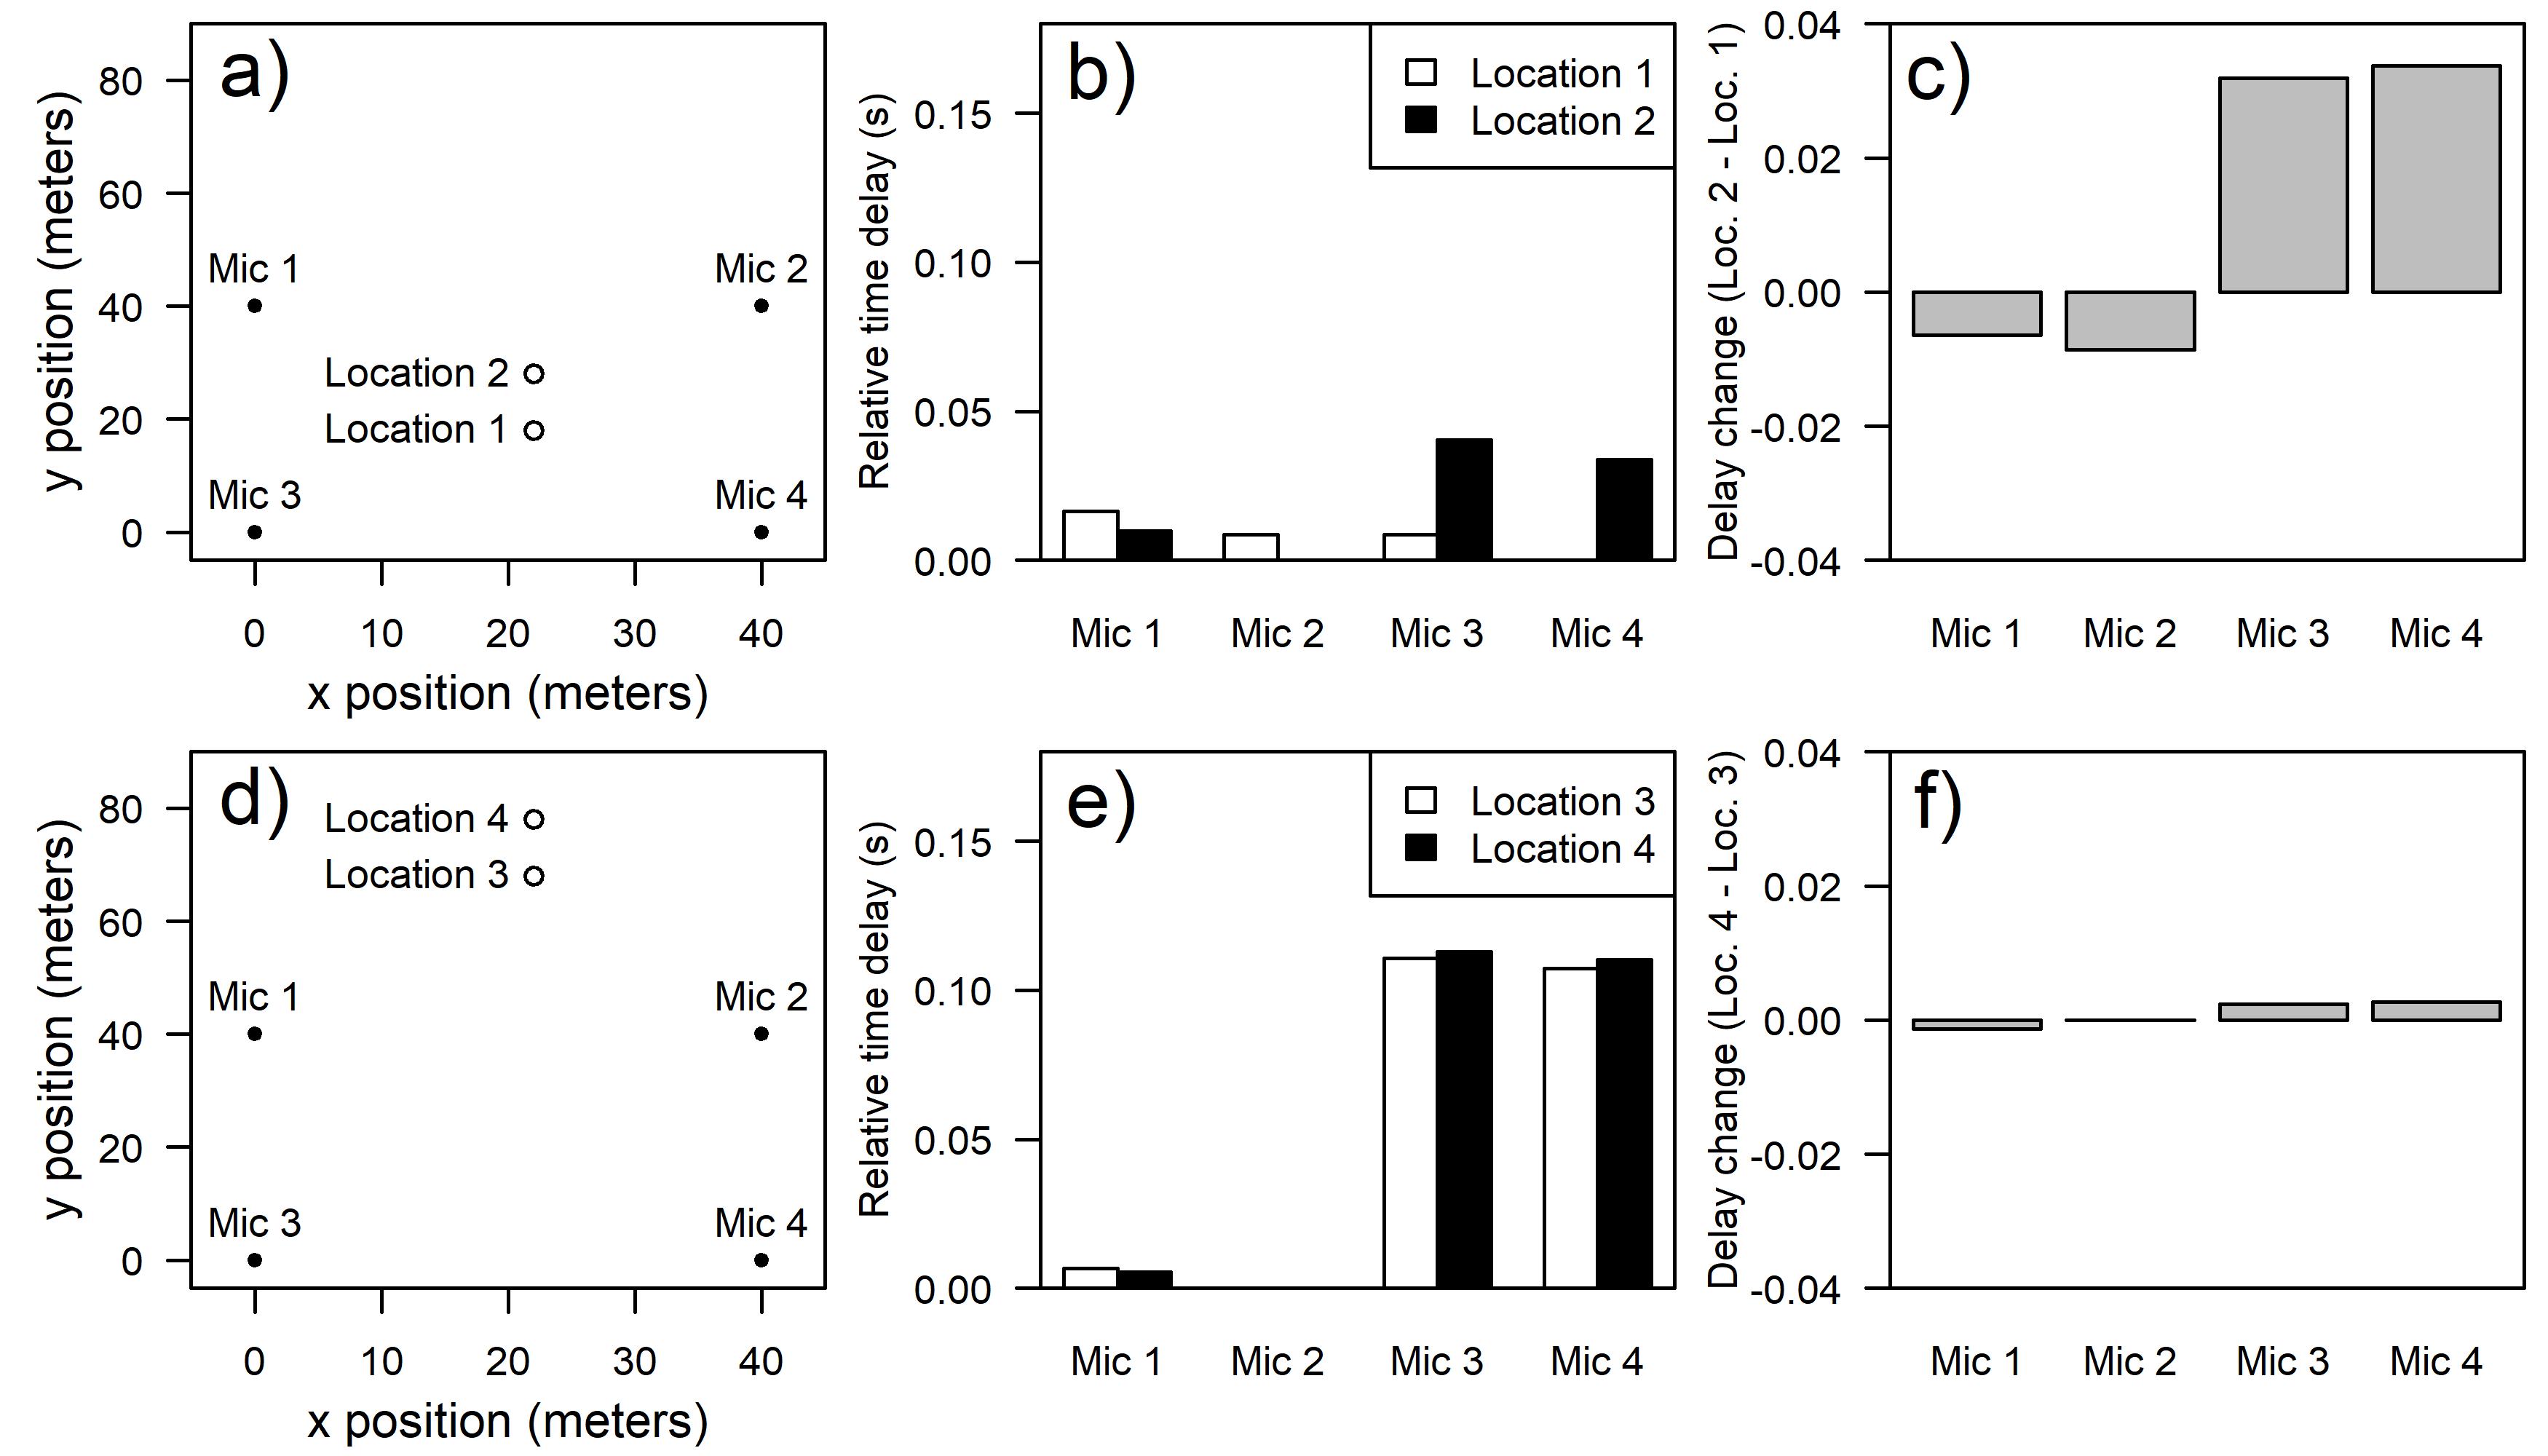 a)
y position (meters)
80
60
40
20
0
Mic 1
Mic 2
Location 2
Location 1
Mic 3
Mic 4
0 10 20 30 40
x position (meters)
b)
Relative time delay (s)
0.15
0.10
0.05
0.00
Location 1
Location 2
Mic 1 Mic 2 Mic 3 Mic 4
c)
Delay change (Loc. 2 - Loc. 1)
0.04
0.02
0.00
-0.02
-0.04
Mic 1 Mic 2 Mic 3 Mic 4
d)
y position (meters)
80
60
40
20
0
Location 4
Location 3
Mic 1
Mic 2
Mic 3
Mic 4
0 10 20 30 40
x position (meters)
e)
Relative time delay (s)
0.15
0.10
0.05
0.00
Location 3
Location 4
Mic 1 Mic 2 Mic 3 Mic 4
f)
Delay change (Loc. 4 - Loc. 3)
0.04
0.02
0.00
-0.02
-0.04
Mic 1 Mic 2 Mic 3 Mic 4